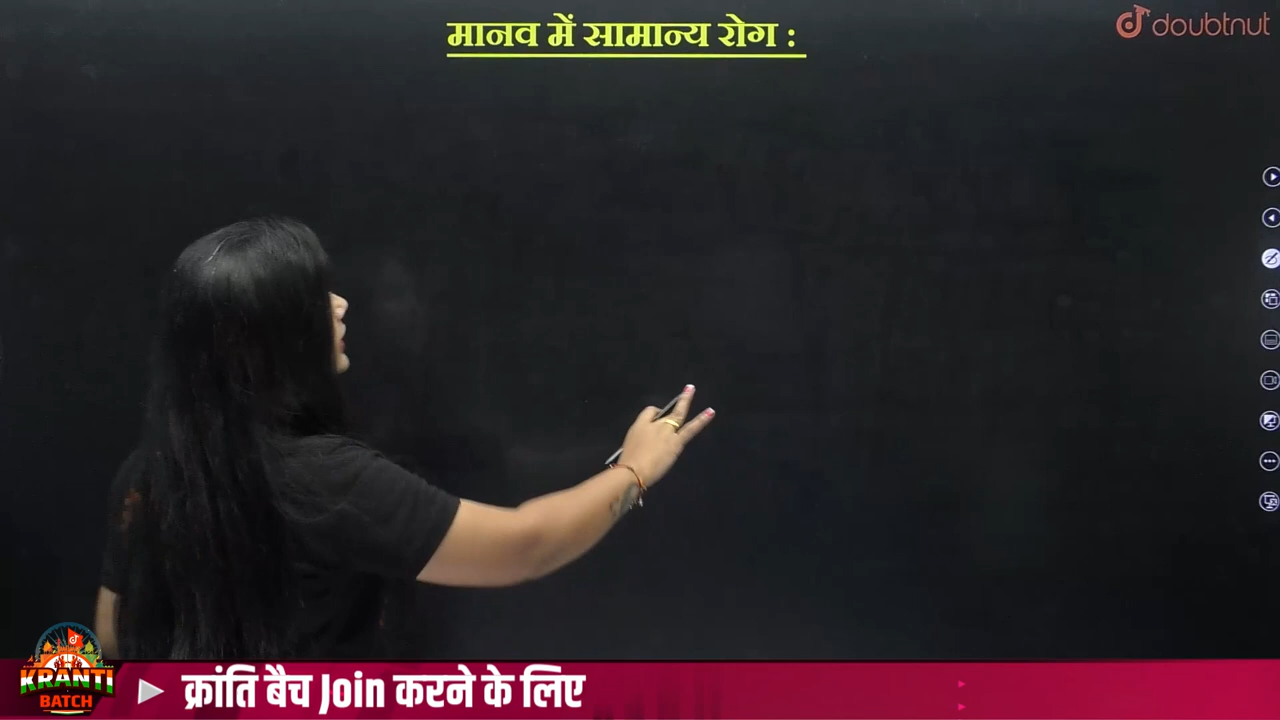 मानव में सामान्य रोग :
doubtnut
KRANTI
BATCH
क्रांति बैच Join करने के लिए